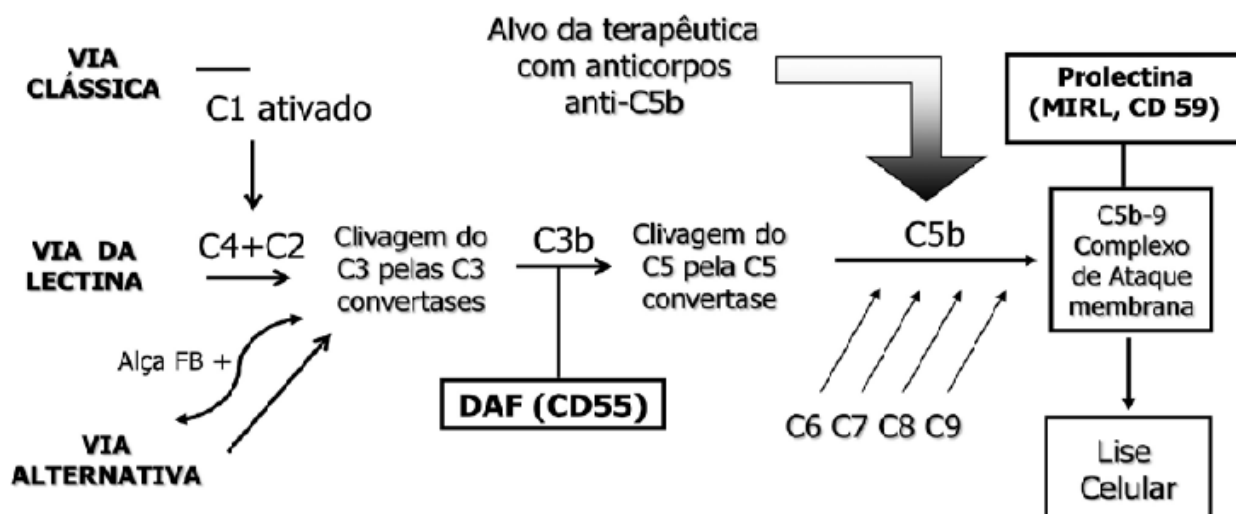 VIA
CLÁSSICA
C1 ativado
Alvo da terapêutica
com anticorpos
anti-C5b
Prolectina
(MIRL, CD 59)
VIA DA
LECTINA
C4+C2
Clivagem do
C3 pelas C3
convertases
C3b
Clivagem do
C5 pela C5
convertase
C5b
C5b-9
Complexo
de Ataque
membrana
Alça FB +
DAF (CD55)
C6 C7 C8 C9
VIA
ALTERNATIVA
Lise
Celular